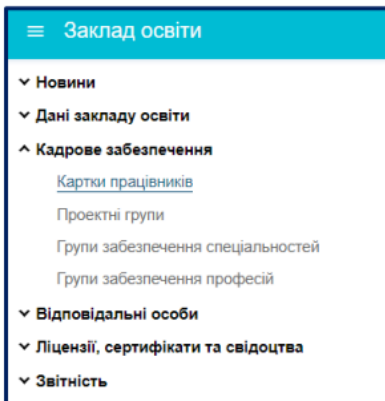 Заклад освіти
Новини
Дані закладу освіти
Кадрове забезпечення
Картки працівників
Проектні групи
Групи забезпечення спеціальностей
Групи забезпечення професій
Відповідальні особи
Ліцензії, сертифікати та свідоцтва
Звітність